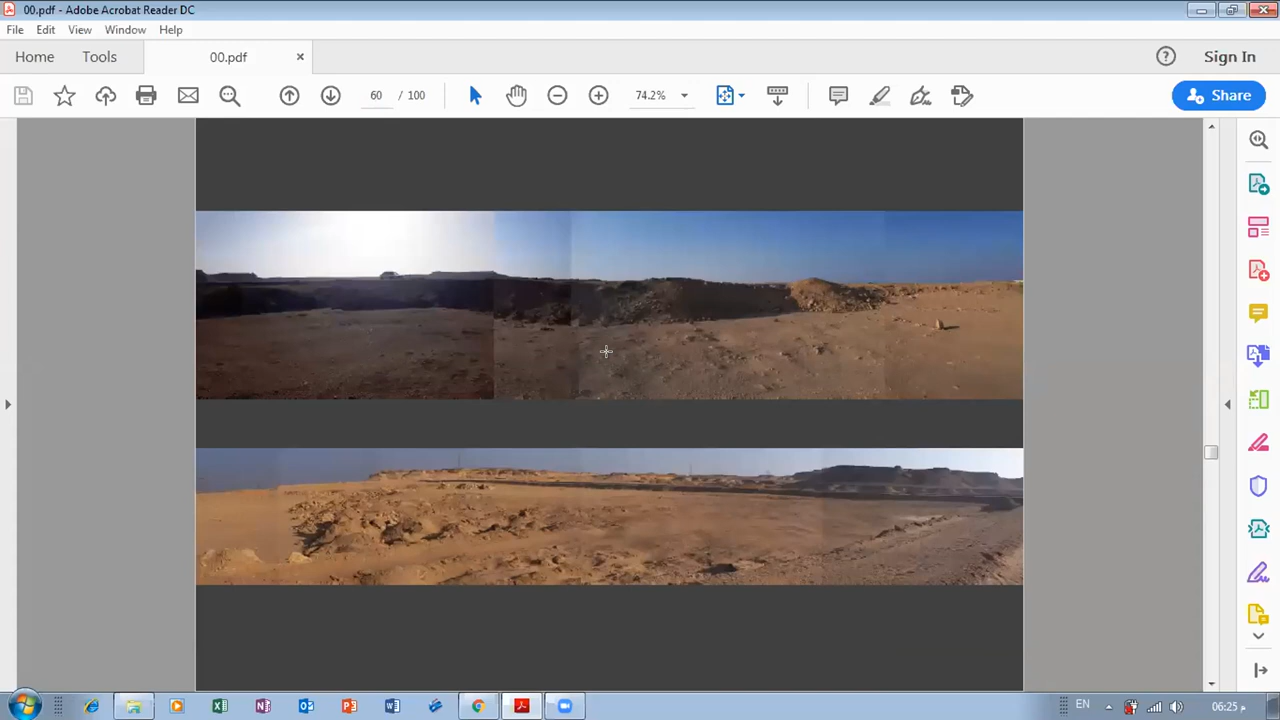 00.pdf - Adobe Acrobat Reader DC
File Edit View Window Help
Home Tools 00.pdf × ? Sign In
60 / 100 74.2% Share
EN 06:25 م